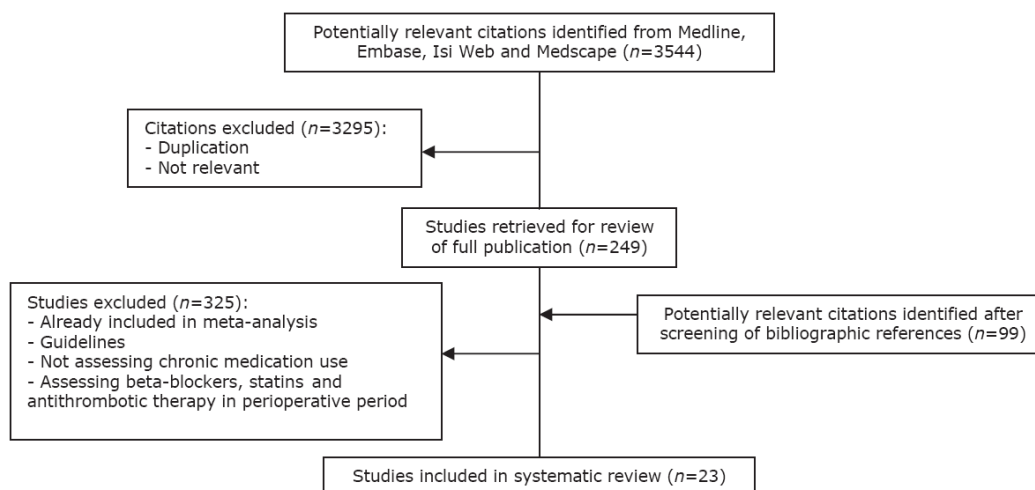 Potentially relevant citations identified from Medline,
Embase, Isi Web and Medscape (n=3544)
Citations excluded (n=3295):
- Duplication
- Not relevant
Studies retrieved for review
of full publication (n=249)
Studies excluded (n=325):
- Already included in meta-analysis
- Guidelines
- Not assessing chronic medication use
- Assessing beta-blockers, statins and
antithrombotic therapy in perioperative period
Potentially relevant citations identified after
screening of bibliographic references (n=99)
Studies included in systematic review (n=23)